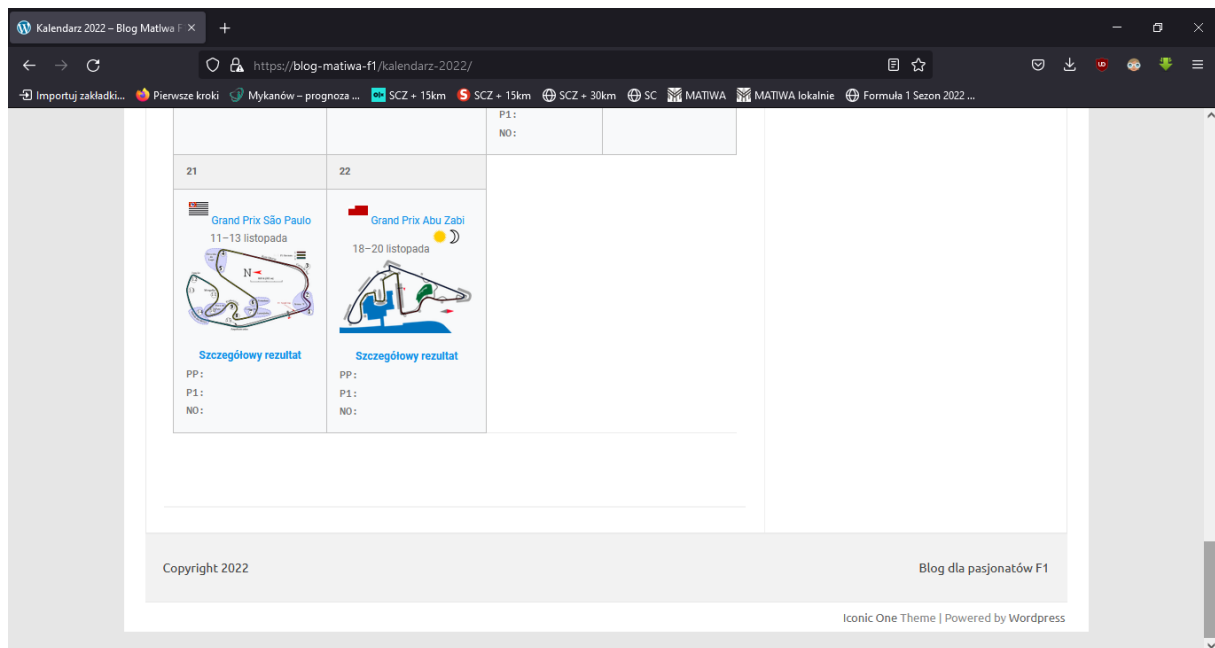 Kalendarz 2022 – Blog Matiwa F
https://blog-matiwa-f1/kalendarz-2022/
Importuj zakładki...
Pierwsze kroki
Mykanów – prognoza ...
SCZ + 15km
SCZ + 15km
SCZ + 30km
SC
MATIWA
MATIWA lokalnie
Formuła 1 Sezon 2022 ...
P1:
NO:
21
22
Grand Prix São Paulo
11–13 listopada
N
Szczegółowy rezultat
PP:
P1:
NO:
Grand Prix Abu Zabi
18–20 listopada
Szczegółowy rezultat
PP:
P1:
NO:
Copyright 2022
Blog dla pasjonatów F1
Iconic One Theme | Powered by Wordpress